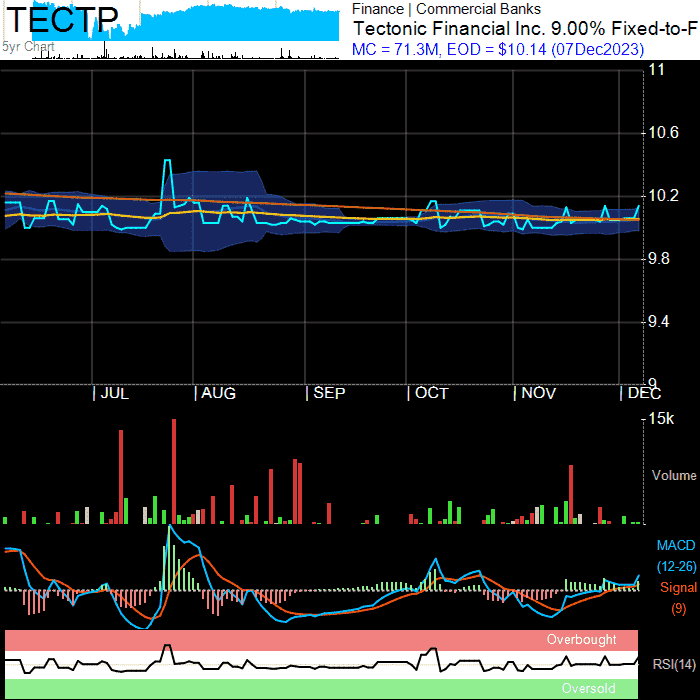 TECTP
5yr Chart
Finance | Commercial Banks
Tectonic Financial Inc. 9.00% Fixed-to-F
MC = 71.3M, EOD = $10.14 (07Dec2023)
11
10.6
10.2
9.8
9.4
9
JUL AUG SEP OCT NOV DEC
15k
Volume
MACD
(12-26)
Signal
(9)
Overbought
RSI(14)
Oversold